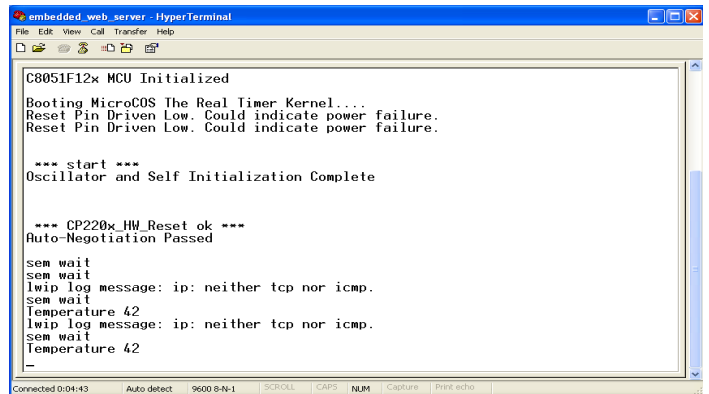 embedded_web_server - HyperTerminal
File Edit View Call Transfer Help
C8051F12x MCU Initialized
Booting MicroCOS The Real Timer Kernel....
Reset Pin Driven Low. Could indicate power failure.
Reset Pin Driven Low. Could indicate power failure.
*** start ***
Oscillator and Self Initialization Complete
*** CP220x_HW_Reset ok ***
Auto-Negotiation Passed
sem wait
sem wait
lwip log message: ip: neither tcp nor icmp.
sem wait
Temperature 42
lwip log message: ip: neither tcp nor icmp.
sem wait
Temperature 42
_
Connected 0:04:43 Auto detect 9600 8-N-1 SCROLL CAPS NUM Capture Print echo